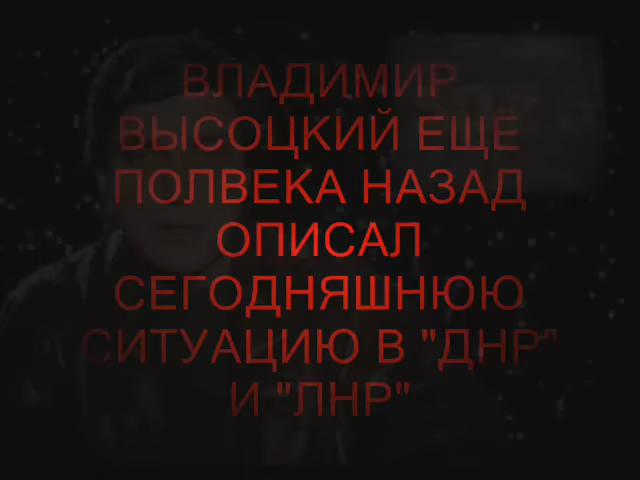 ВЛАДИМИР
ВЫСОЦКИЙ ЕЩЁ
ПОЛВЕКА НАЗАД
ОПИСАЛ
СЕГОДНЯШНЮЮ
СИТУАЦИЮ В "ДНР"
И "ЛНР"